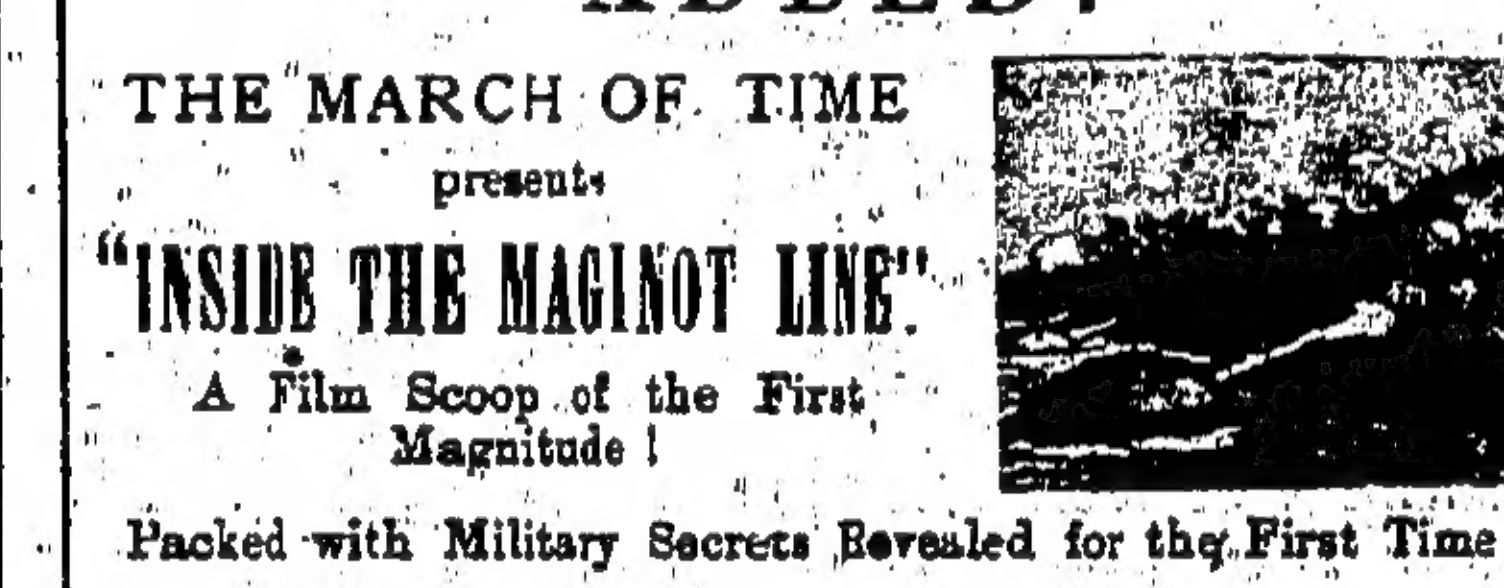 ADDED!
THE MARCH OF TIME
presents
"INSIDE THE MAGINOT LINE".
A Film Scoop of the First
Magnitude !
Packed with Military Secrets Revealed for the First Time